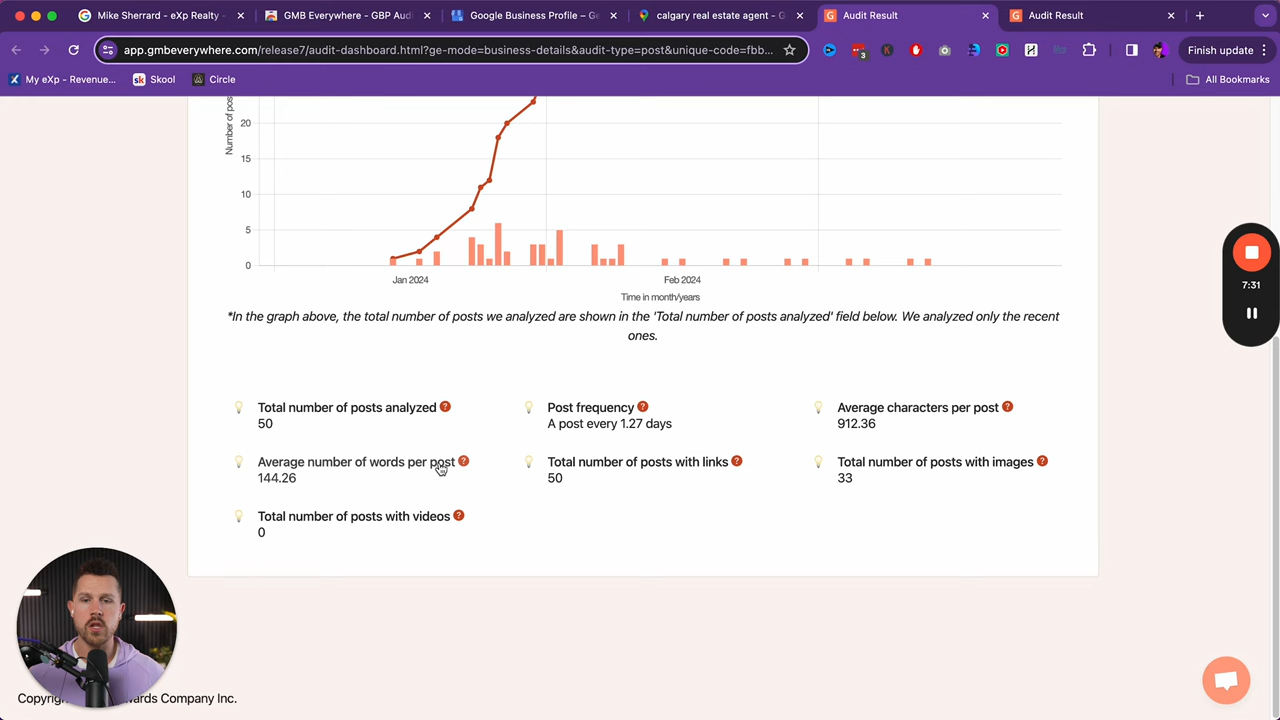 Mike Sherrard - eXp Realty
GMB Everywhere - GBP Aud
Google Business Profile – Ge
calgary real estate agent - G
Audit Result
Audit Result
app.gmbeverywhere.com/release7/audit-dashboard.html?ge-mode=business-details&audit-type=post&unique-code=fbb...
3
Finish update
My eXp - Revenue...
Skool
Circle
All Bookmarks
Number of pos
20
15
10
5
0
Jan 2024
Feb 2024
Time in month/years
*In the graph above, the total number of posts we analyzed are shown in the 'Total number of posts analyzed' field below. We analyzed only the recent
ones.
7:31
Total number of posts analyzed ?
50
Post frequency ?
A post every 1.27 days
Average characters per post ?
912.36
Average number of words per post ?
144.26
Total number of posts with links ?
50
Total number of posts with images ?
33
Total number of posts with videos ?
0
Copyrig
wards Company Inc.